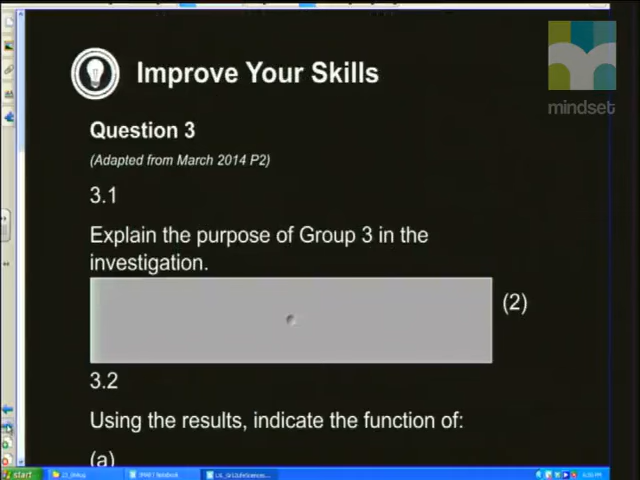 Improve Your Skills
mindset
Question 3
(Adapted from March 2014 P2)
3.1
Explain the purpose of Group 3 in the
investigation.
(2)
3.2
Using the results, indicate the function of:
(a)
start